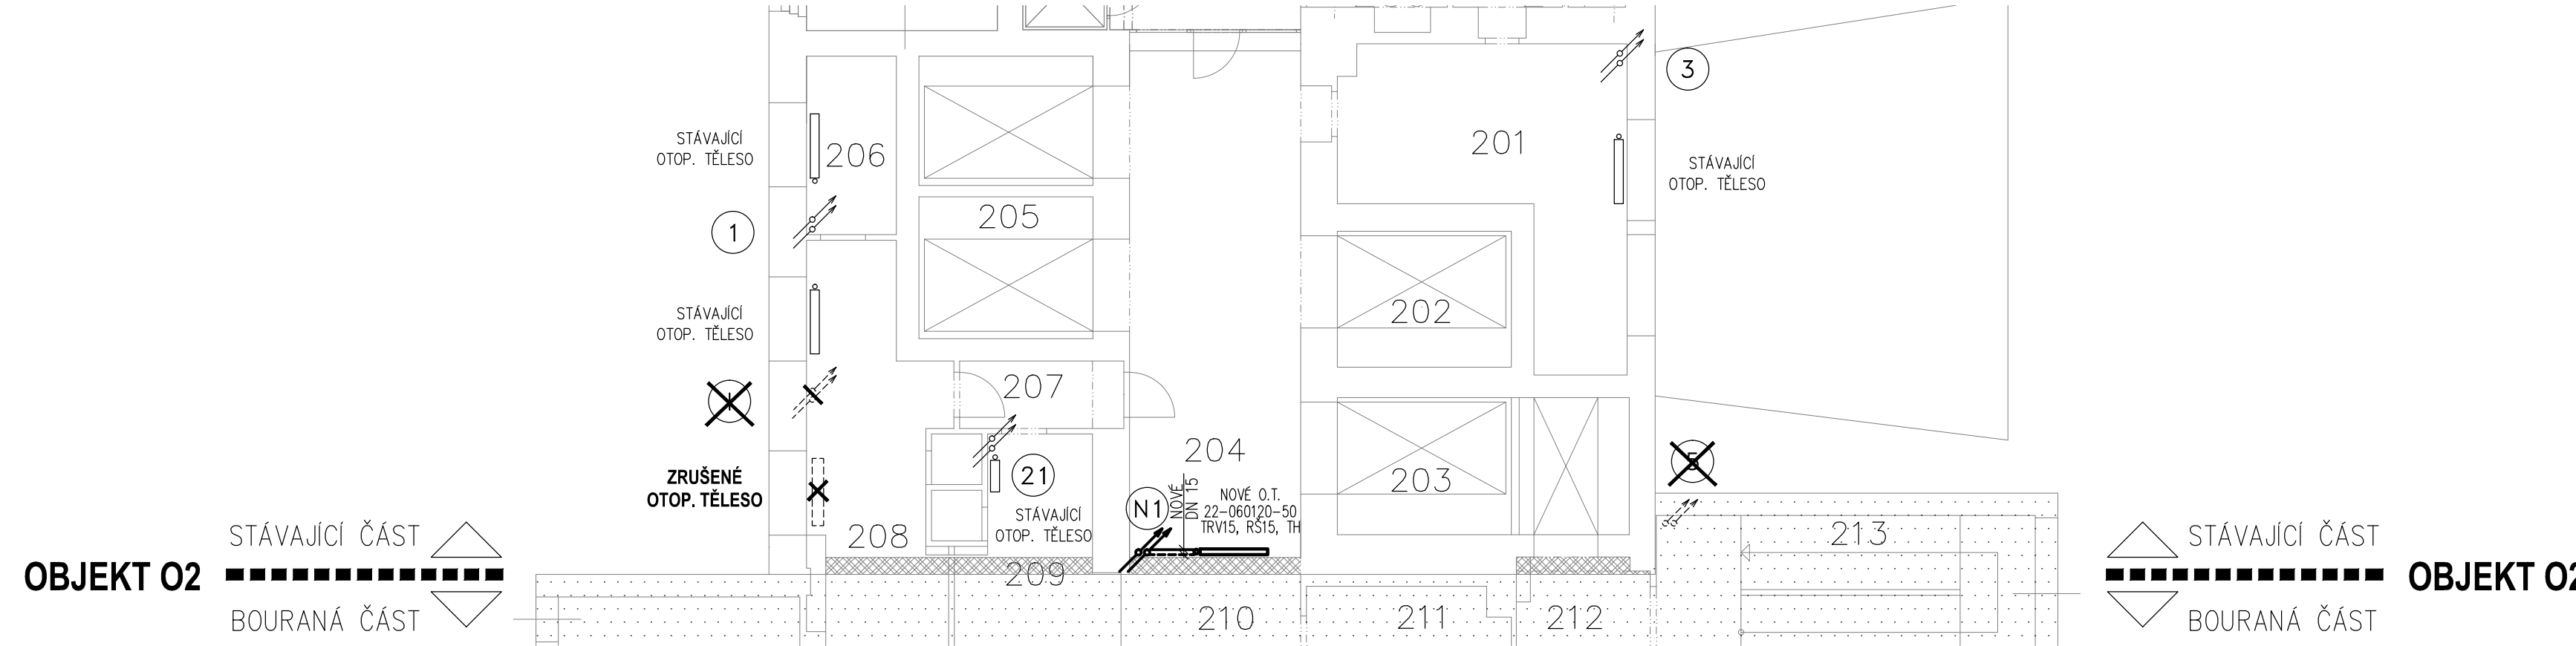 3
201
STÁVAJÍCÍ
OTOP. TĚLESO
206
STÁVAJÍCÍ
OTOP. TĚLESO
205
1
202
STÁVAJÍCÍ
OTOP. TĚLESO
207
204
5
203
21
ZRUŠENÉ
OTOP. TĚLESO
N1
NOVÉ
DN 15
NOVÉ O.T.
22-060120-50
TRV15, RŠ15, TH
STÁVAJÍCÍ
OTOP. TĚLESO
208
213
STÁVAJÍCÍ ČÁST
OBJEKT O2
BOURANÁ ČÁST
209
210
211
212
STÁVAJÍCÍ ČÁST
OBJEKT O2
BOURANÁ ČÁST